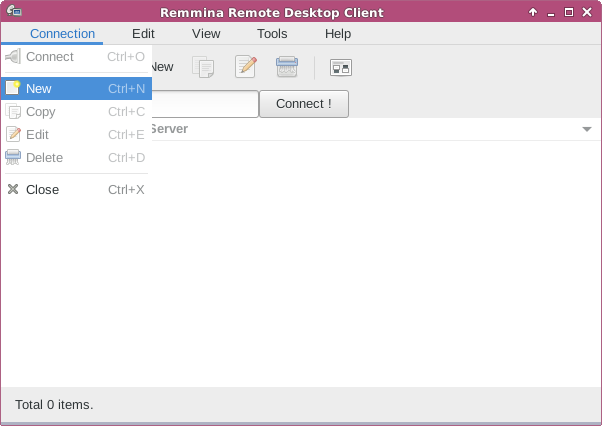 Remmina Remote Desktop Client
Connection Edit View Tools Help
Connect Ctrl+O
New
New Ctrl+N
Copy Ctrl+C
Connect !
Edit Ctrl+E
Server
Delete Ctrl+D
Close Ctrl+X
Total 0 items.